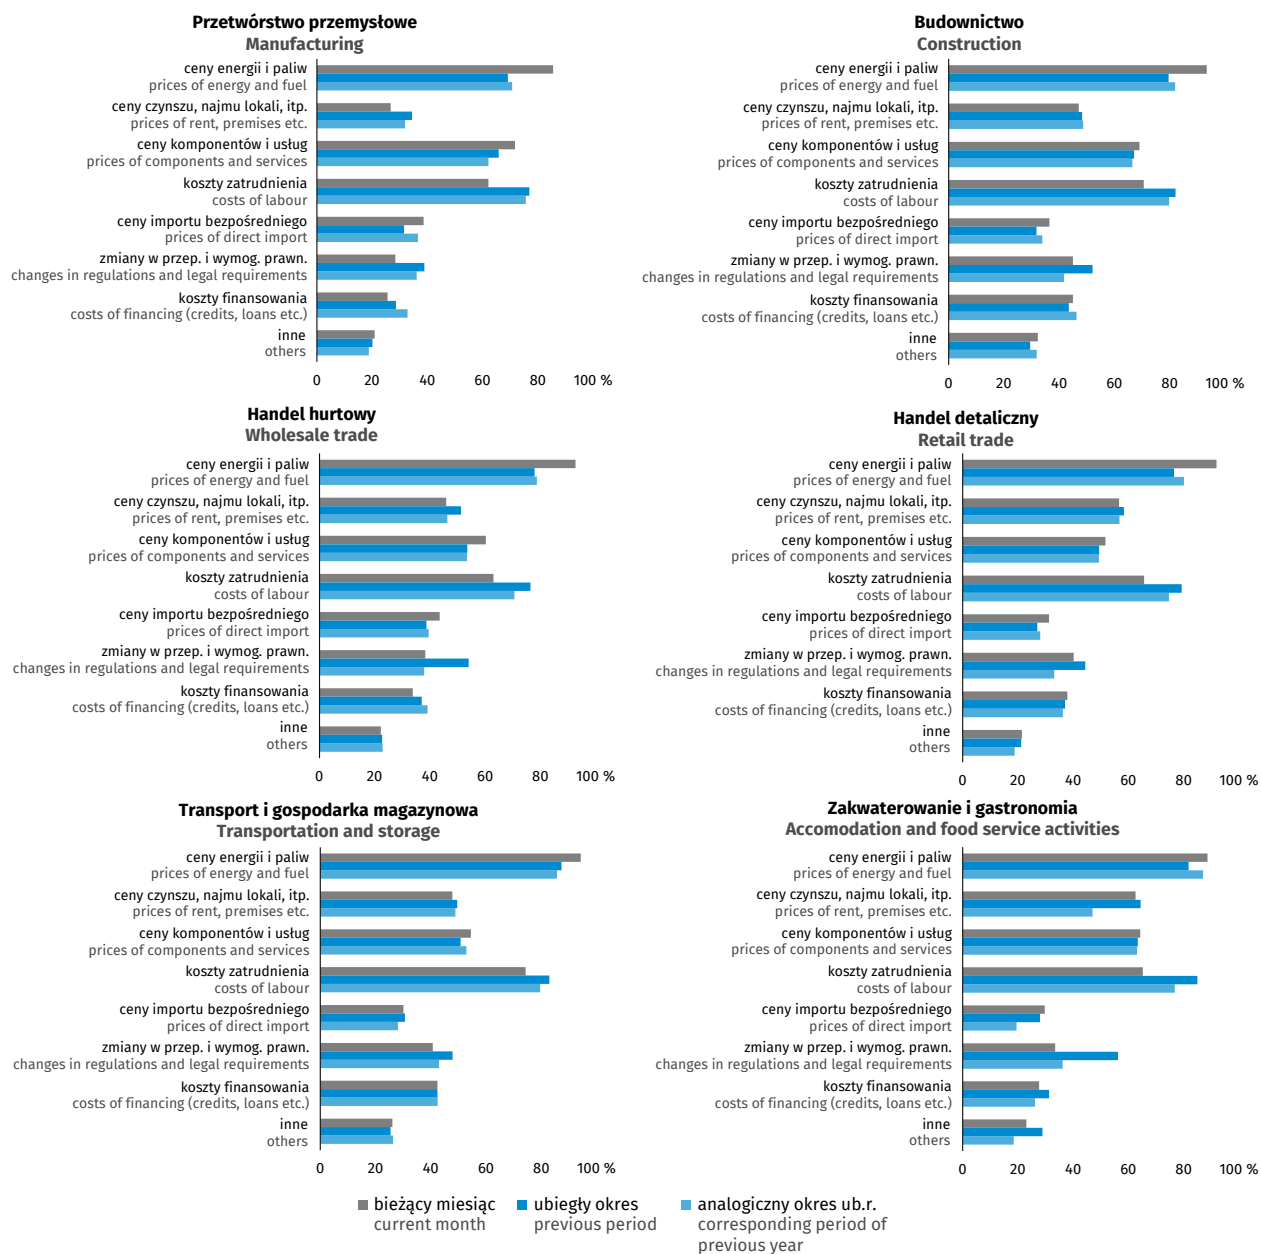 Przetwórstwo przemysłowe
Manufacturing
ceny energii i paliw
prices of energy and fuel
ceny czynszu, najmu lokali, itp.
prices of rent, premises etc.
ceny komponentów i usług
prices of components and services
koszty zatrudnienia
costs of labour
ceny importu bezpośredniego
prices of direct import
zmiany w przep. i wymog. prawn.
changes in regulations and legal requirements
koszty finansowania
costs of financing (credits, loans etc.)
inne
others
0 20 40 60 80 100 %
Budownictwo
Construction
ceny energii i paliw
prices of energy and fuel
ceny czynszu, najmu lokali, itp.
prices of rent, premises etc.
ceny komponentów i usług
prices of components and services
koszty zatrudnienia
costs of labour
ceny importu bezpośredniego
prices of direct import
zmiany w przep. i wymog. prawn.
changes in regulations and legal requirements
koszty finansowania
costs of financing (credits, loans etc.)
inne
others
0 20 40 60 80 100 %
Handel hurtowy
Wholesale trade
ceny energii i paliw
prices of energy and fuel
ceny czynszu, najmu lokali, itp.
prices of rent, premises etc.
ceny komponentów i usług
prices of components and services
koszty zatrudnienia
costs of labour
ceny importu bezpośredniego
prices of direct import
zmiany w przep. i wymog. prawn.
changes in regulations and legal requirements
koszty finansowania
costs of financing (credits, loans etc.)
inne
others
0 20 40 60 80 100 %
Handel detaliczny
Retail trade
ceny energii i paliw
prices of energy and fuel
ceny czynszu, najmu lokali, itp.
prices of rent, premises etc.
ceny komponentów i usług
prices of components and services
koszty zatrudnienia
costs of labour
ceny importu bezpośredniego
prices of direct import
zmiany w przep. i wymog. prawn.
changes in regulations and legal requirements
koszty finansowania
costs of financing (credits, loans etc.)
inne
others
0 20 40 60 80 100 %
Transport i gospodarka magazynowa
Transportation and storage
ceny energii i paliw
prices of energy and fuel
ceny czynszu, najmu lokali, itp.
prices of rent, premises etc.
ceny komponentów i usług
prices of components and services
koszty zatrudnienia
costs of labour
ceny importu bezpośredniego
prices of direct import
zmiany w przep. i wymog. prawn.
changes in regulations and legal requirements
koszty finansowania
costs of financing (credits, loans etc.)
inne
others
0 20 40 60 80 100 %
Zakwaterowanie i gastronomia
Accomodation and food service activities
ceny energii i paliw
prices of energy and fuel
ceny czynszu, najmu lokali, itp.
prices of rent, premises etc.
ceny komponentów i usług
prices of components and services
koszty zatrudnienia
costs of labour
ceny importu bezpośredniego
prices of direct import
zmiany w przep. i wymog. prawn.
changes in regulations and legal requirements
koszty finansowania
costs of financing (credits, loans etc.)
inne
others
0 20 40 60 80 100 %
bieżący miesiąc
current month
ubiegły okres
previous period
analogiczny okres ub.r.
corresponding period of
previous year